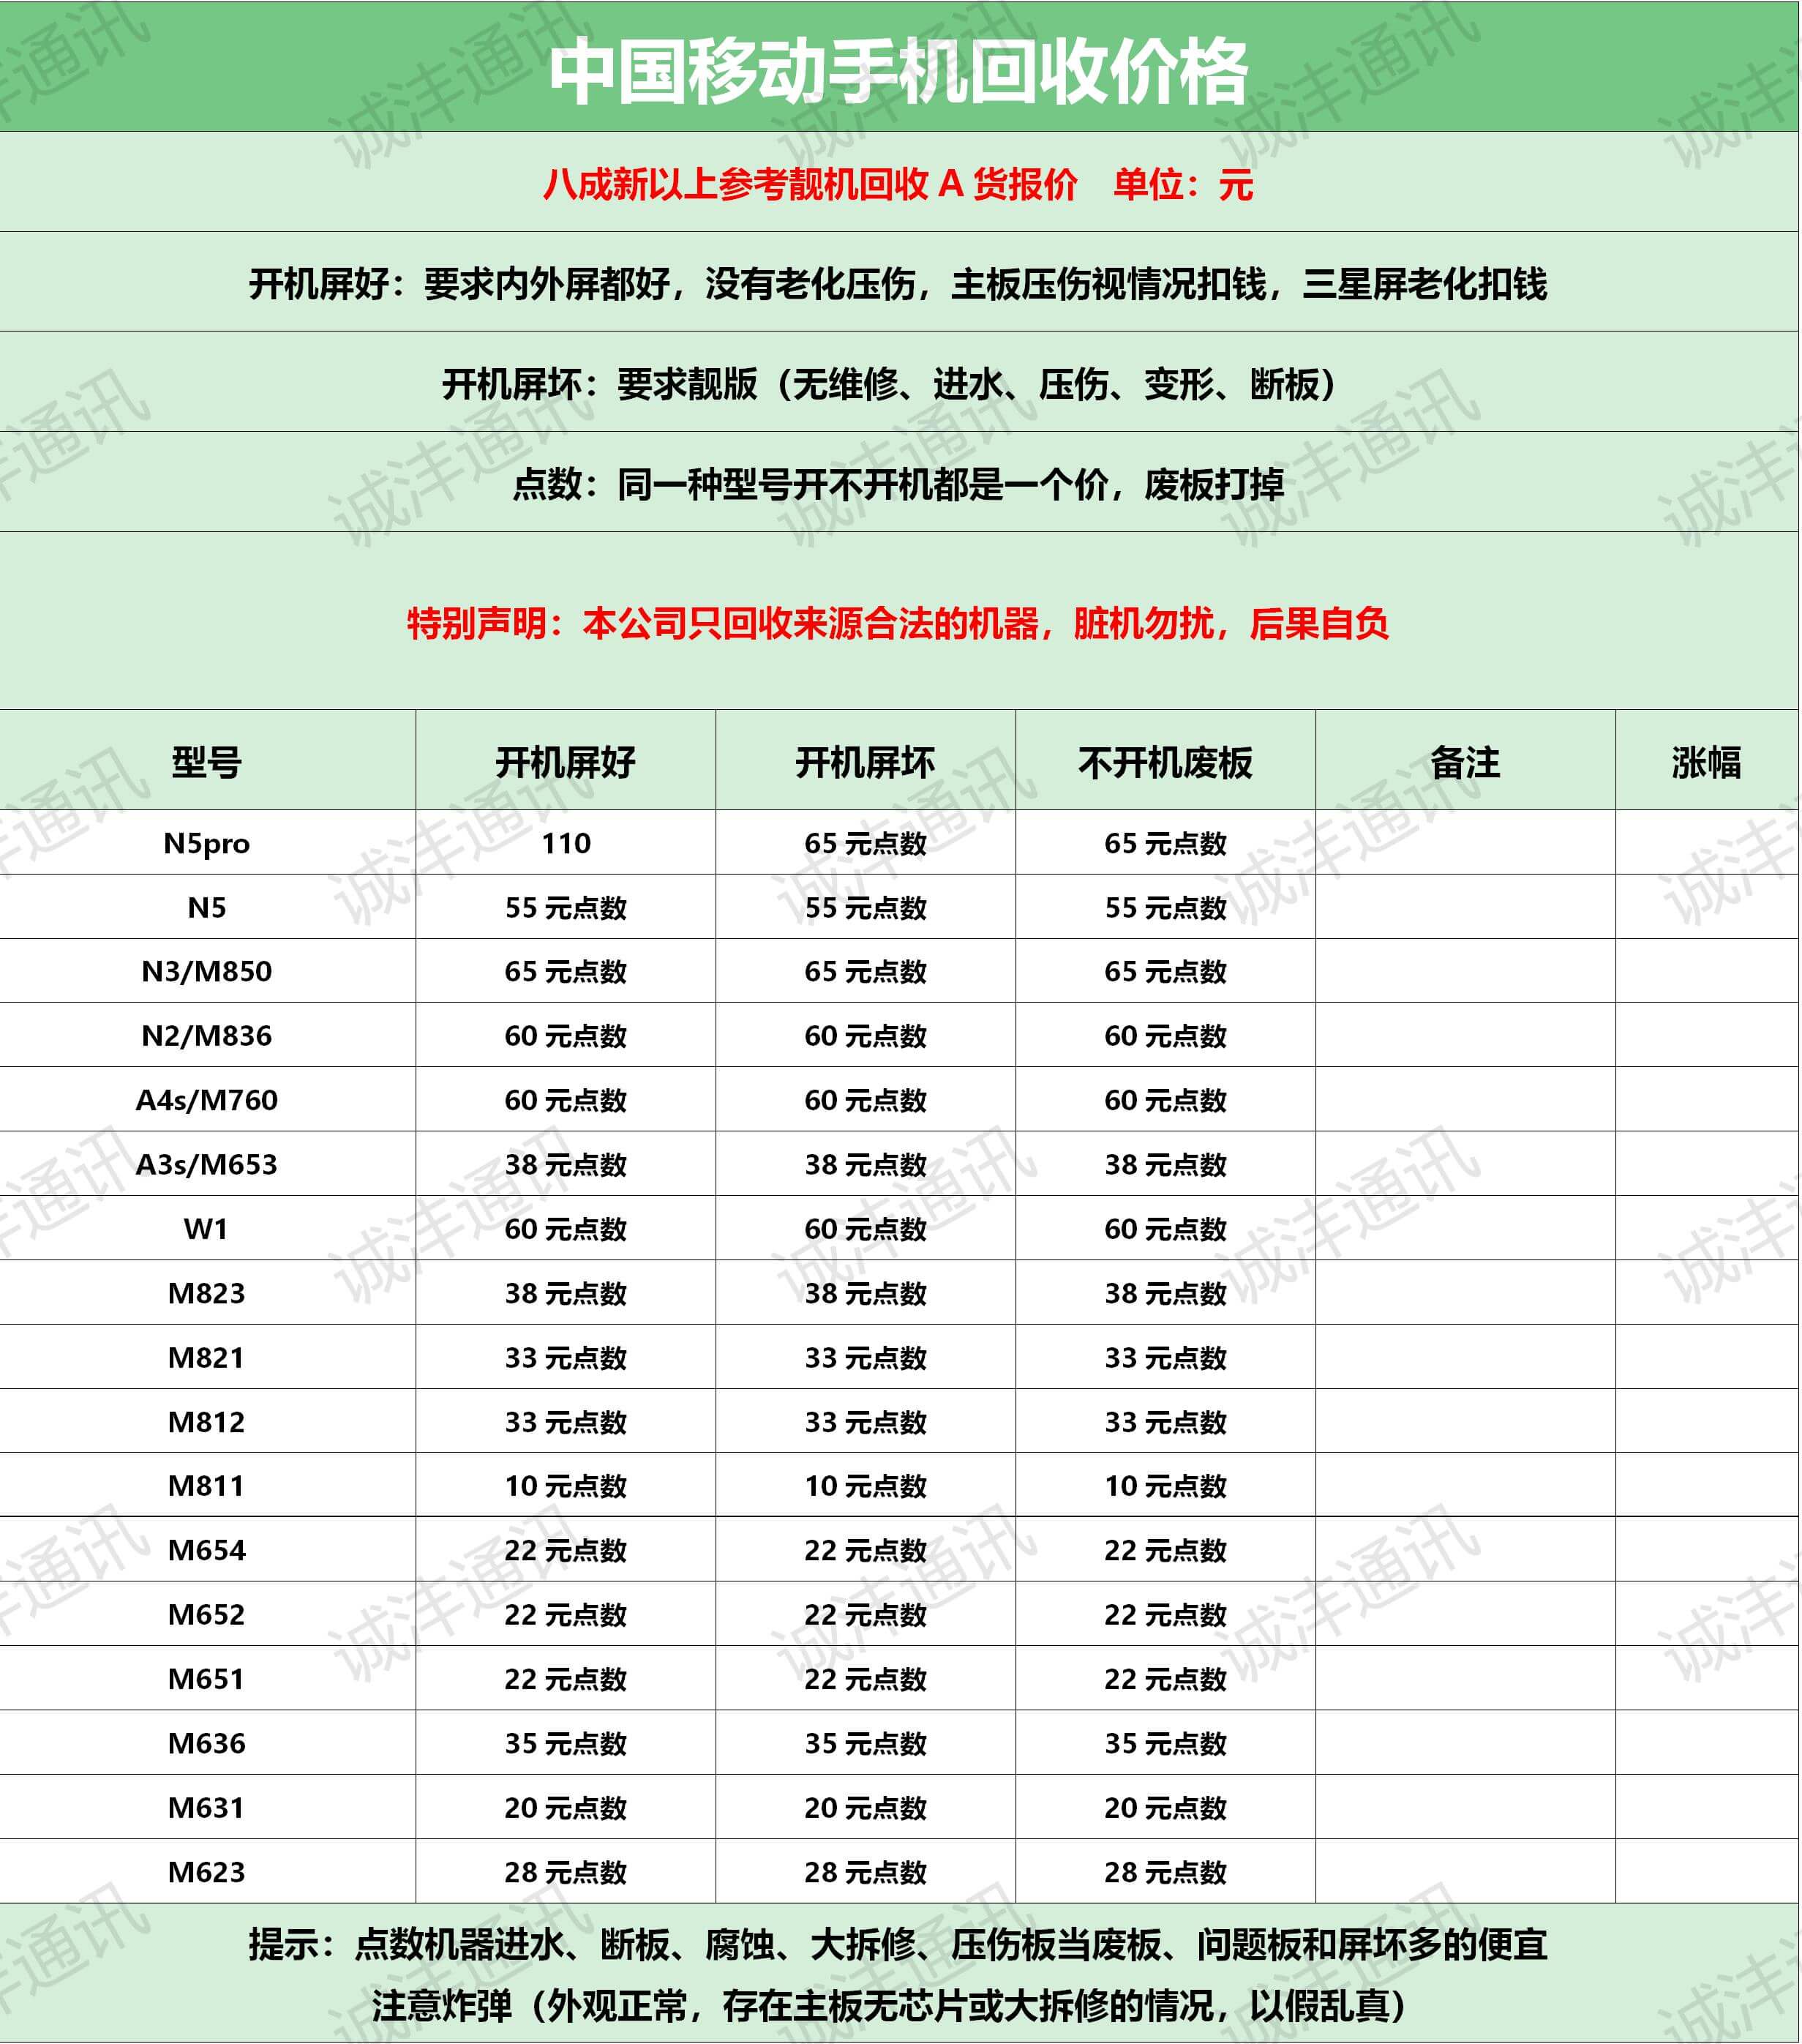 中国移动手机回收价格
八成新以上参考靓机回收 A 货报价 单位：元
开机屏好：要求内外屏都好，没有老化压伤，主板压伤视情况扣钱，三星屏老化扣钱
开机屏坏：要求靓版（无维修、进水、压伤、变形、断板）
点数：同一种型号开不开机都是一个价，废板打掉
特别声明：本公司只回收来源合法的机器，脏机勿扰，后果自负
型号 开机屏好 开机屏坏 不开机废板 备注 涨幅
N5pro 110 65 元点数 65 元点数
N5 55 元点数 55 元点数 55 元点数
N3/M850 65 元点数 65 元点数 65 元点数
N2/M836 60 元点数 60 元点数 60 元点数
A4s/M760 60 元点数 60 元点数 60 元点数
A3s/M653 38 元点数 38 元点数 38 元点数
W1 60 元点数 60 元点数 60 元点数
M823 38 元点数 38 元点数 38 元点数
M821 33 元点数 33 元点数 33 元点数
M812 33 元点数 33 元点数 33 元点数
M811 10 元点数 10 元点数 10 元点数
M654 22 元点数 22 元点数 22 元点数
M652 22 元点数 22 元点数 22 元点数
M651 22 元点数 22 元点数 22 元点数
M636 35 元点数 35 元点数 35 元点数
M631 20 元点数 20 元点数 20 元点数
M623 28 元点数 28 元点数 28 元点数
提示：点数机器进水、断板、腐蚀、大拆修、压伤板当废板、问题板和屏坏多的便宜
注意炸弹（外观正常，存在主板无芯片或大拆修的情况，以假乱真）
诚沣通讯